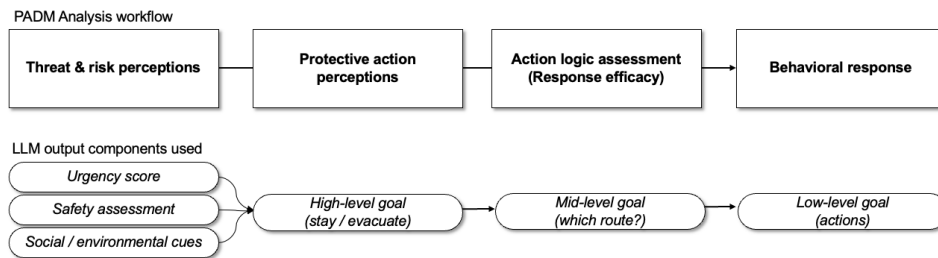 PADM Analysis workflow
Threat & risk perceptions
Protective action
perceptions
Action logic assessment
(Response efficacy)
Behavioral response
LLM output components used
Urgency score
Safety assessment
Social / environmental cues
High-level goal
(stay / evacuate)
Mid-level goal
(which route?)
Low-level goal
(actions)